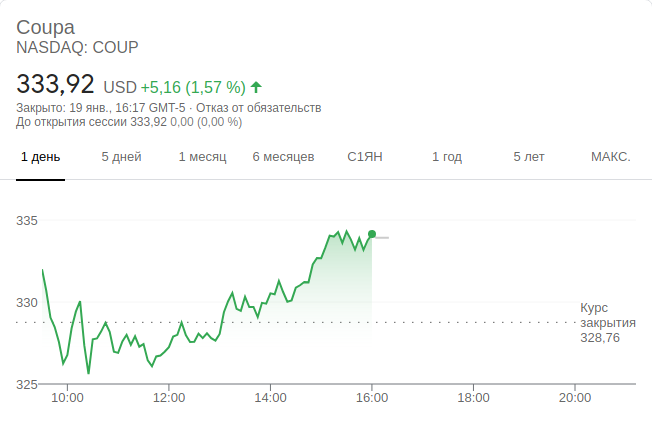 Coupa
NASDAQ: COUP
333,92 USD +5,16 (1,57 %)
Закрыто: 19 янв., 16:17 GMT-5 · Отказ от обязательств
До открытия сессии 333,92 0,00 (0,00 %)
1 день 5 дней 1 месяц 6 месяцев С1ЯН 1 год 5 лет МАКС.
335
330
Курс
закрытия
328,76
325
10:00 12:00 14:00 16:00 18:00 20:00